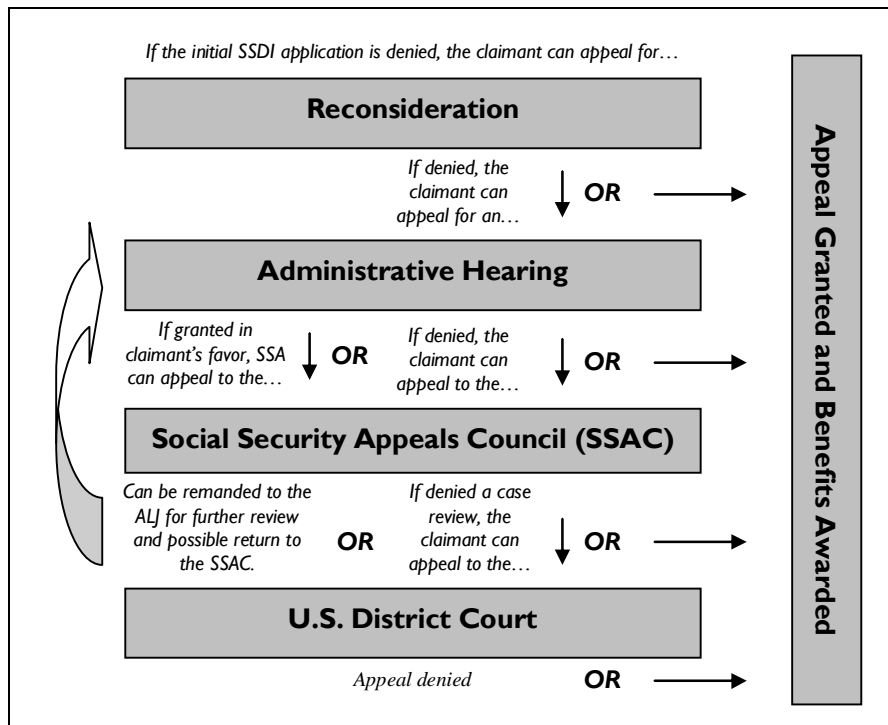 If the initial SSDI application is denied, the claimant can appeal for…
Reconsideration
If denied, the
claimant can
appeal for an…
OR
Administrative Hearing
If granted in
claimant's favor, SSA
can appeal to the…
OR
If denied, the
claimant can
appeal to the…
OR
Social Security Appeals Council (SSAC)
Can be remanded to the
ALJ for further review
and possible return to
the SSAC.
OR
If denied a case
review, the
claimant can
appeal to the…
OR
U.S. District Court
Appeal denied
OR
Appeal Granted and Benefits Awarded